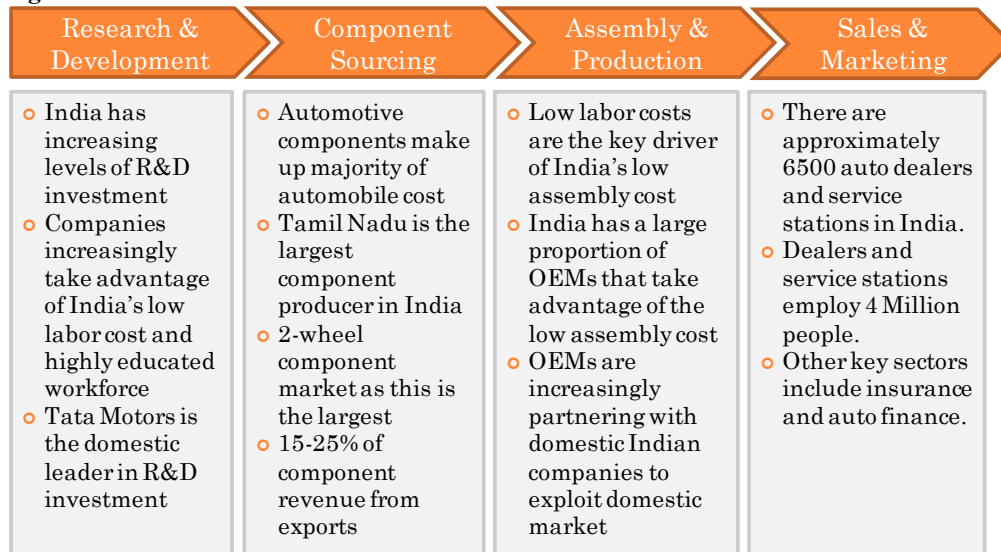 Research &
Development
Component
Sourcing
Assembly &
Production
Sales &
Marketing
India has
increasing
levels of R&D
investment
Companies
increasingly
take advantage
of India's low
labor cost and
highly educated
workforce
Tata Motors is
the domestic
leader in R&D
investment
Automotive
components make
up majority of
automobile cost
Tamil Nadu is the
largest
component
producer in India
2-wheel
component
market as this is
the largest
15-25% of
component
revenue from
exports
Low labor costs
are the key driver
of India's low
assembly cost
India has a large
proportion of
OEMs that take
advantage of the
low assembly cost
OEMs are
increasingly
partnering with
domestic Indian
companies to
exploit domestic
market
There are
approximately
6500 auto dealers
and service
stations in India.
Dealers and
service stations
employ 4 Million
people.
Other key sectors
include insurance
and auto finance.